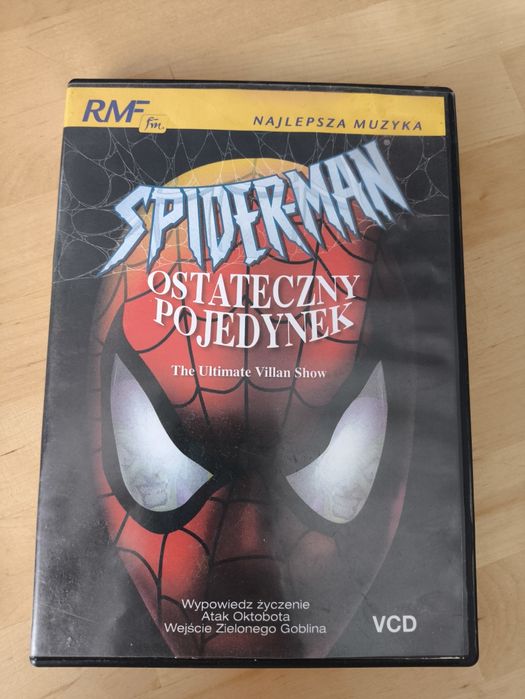 RMF
fm
NAJLEPSZA MUZYKA
SPIDER-MAN®
OSTATECZNY
POJEDYNEK
The Ultimate Villan Show
Wypowiedz życzenie
Atak Oktobota
Wejście Zielonego Goblina
VCD